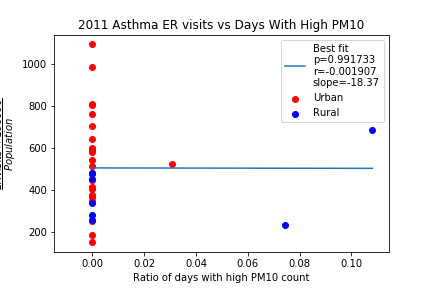 2011 Asthma ER visits vs Days With High PM10
Best fit
p=0.991733
r=-0.001907
slope=-18.37
Urban
Rural
1000
800
600
400
200
Population
0.00 0.02 0.04 0.06 0.08 0.10
Ratio of days with high PM10 count